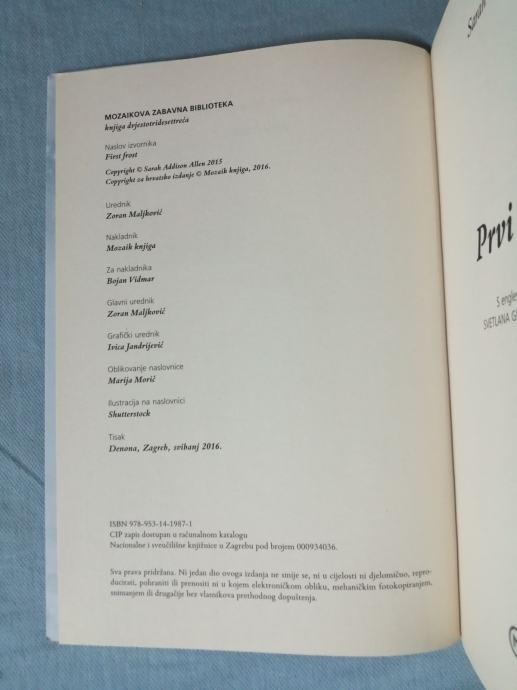 MOZAIKOVA ZABAVNA BIBLIOTEKA
knjiga dvjestotridesettreća
Naslov izvornika
First frost
Copyright © Sarah Addison Allen 2015
Copyright za hrvatsko izdanje © Mozaik knjiga, 2016.
Urednik
Zoran Maljković
Nakladnik
Mozaik knjiga
Za nakladnika
Bojan Vidmar
Glavni urednik
Zoran Maljković
Grafički urednik
Ivica Jandrijević
Oblikovanje naslovnice
Marija Morić
Ilustracija na naslovnici
Shutterstock
Tisak
Denona, Zagreb, svibanj 2016.
ISBN 978-953-14-1987-1
CIP zapis dostupan u računalnom katalogu
Nacionalne i sveučilišne knjižnice u Zagrebu pod brojem 000934036.
Sva prava pridržana. Ni jedan dio ovoga izdanja ne smije se, ni u cijelosti ni djelomično, repro-
ducirati, pohraniti ili prenositi ni u kojem elektroničkom obliku, mehaničkim fotokopiranjem,
snimanjem ili drugačije bez vlasnikova prethodnog dopuštenja.
Sarah
Prvi
S engles
SVETLANA